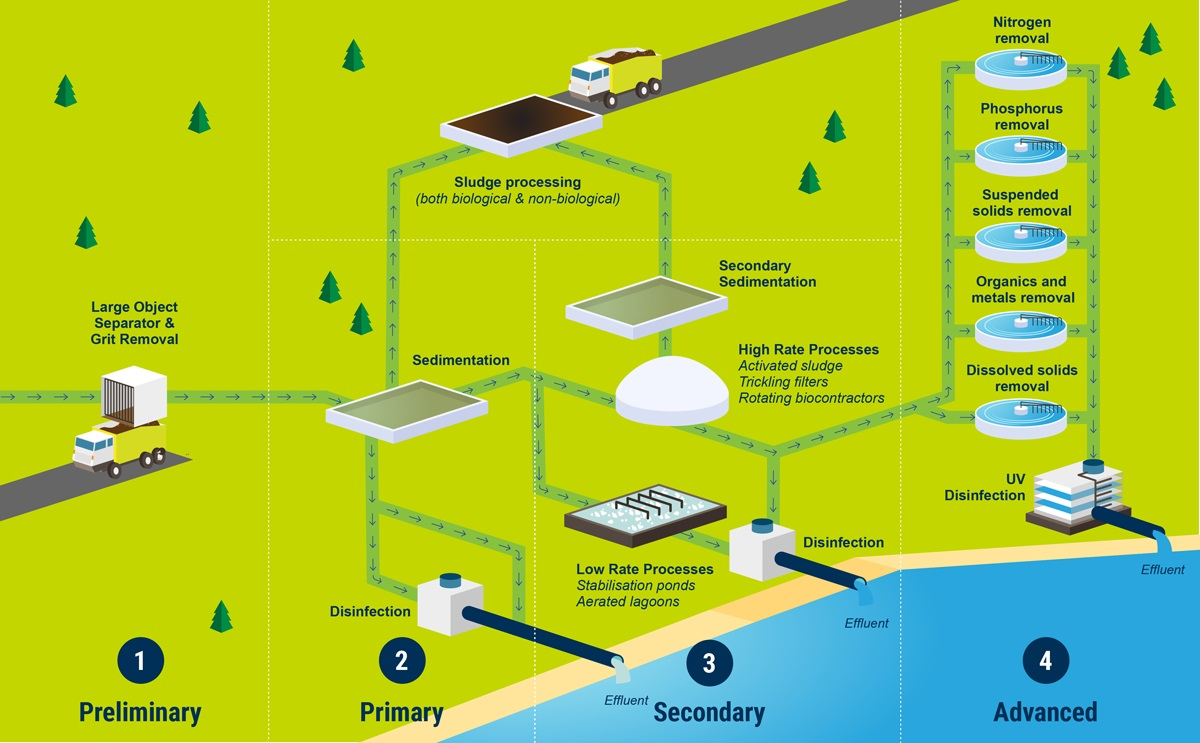 Large Object
Separator &
Grit Removal
1
Preliminary
Sludge processing
(both biological & non-biological)
Sedimentation
Disinfection
Effluent
2
Primary
Secondary
Sedimentation
High Rate Processes
Activated sludge
Trickling filters
Rotating biocontractors
Low Rate Processes
Stabilisation ponds
Aerated lagoons
Disinfection
Effluent
3
Secondary
Nitrogen
removal
Phosphorus
removal
Suspended
solids removal
Organics and
metals removal
Dissolved solids
removal
UV
Disinfection
Effluent
4
Advanced